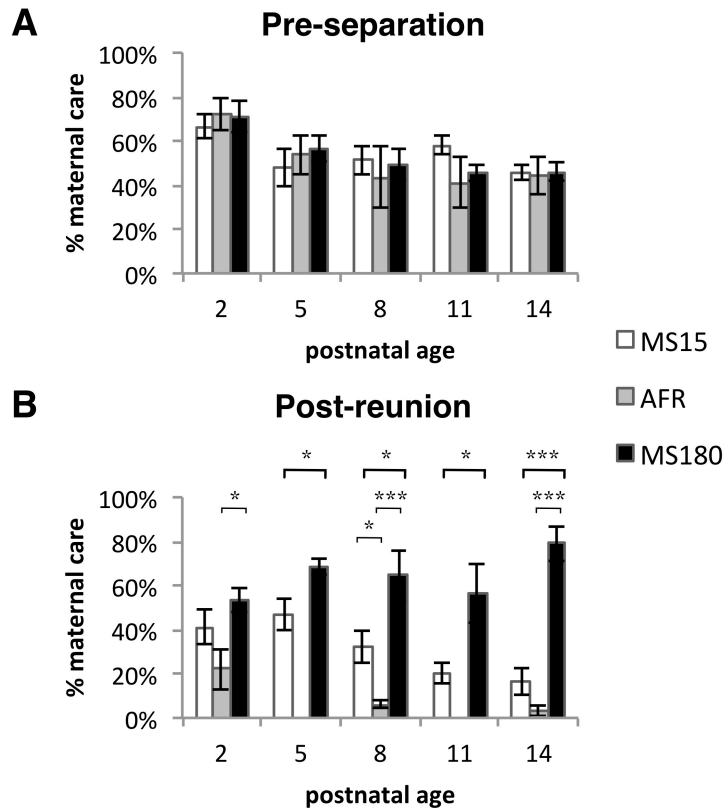 A
Pre-separation
% maternal care
100%
80%
60%
40%
20%
0%
2 5 8 11 14
postnatal age
MS15
AFR
MS180
B
Post-reunion
* * * ***
* *** ***
*
% maternal care
100%
80%
60%
40%
20%
0%
2 5 8 11 14
postnatal age